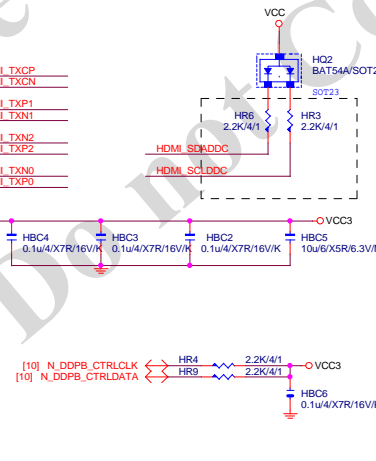 VCC
HQ2
BAT54A/SOT2
SOT23
I_TXCP
I_TXCN
I_TXP1
I_TXN1
I_TXN2
I_TXP2
I_TXN0
I_TXP0
HR6
2.2K/4/1
HR3
2.2K/4/1
HDMI_SDADDC
HDMI_SCLDDC
VCC3
HBC4
0.1u/4/X7R/16V/K
HBC3
0.1u/4/X7R/16V/K
HBC2
0.1u/4/X7R/16V/K
HBC5
10u/6/X5R/6.3V/M
[10] N_DDPB_CTRLCLK
HR4
2.2K/4/1
VCC3
[10] N_DDPB_CTRLDATA
HR9
2.2K/4/1
HBC6
0.1u/4/X7R/16V/K
Do not C